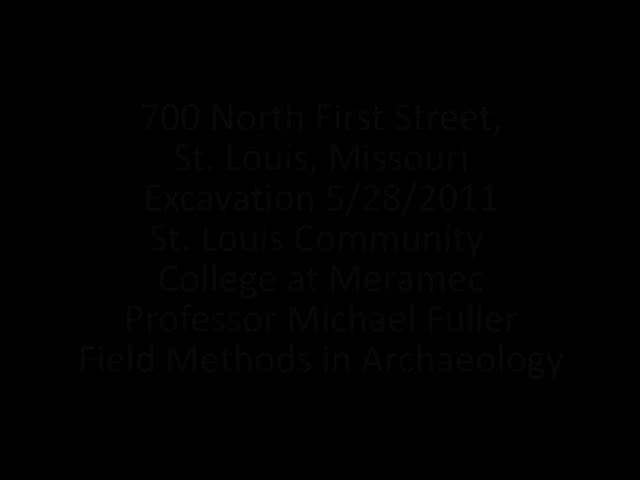 700 North First Street,
St. Louis, Missouri
Excavation 5/28/2011
St. Louis Community
College at Meramec
Professor Michael Fuller
Field Methods in Archaeology